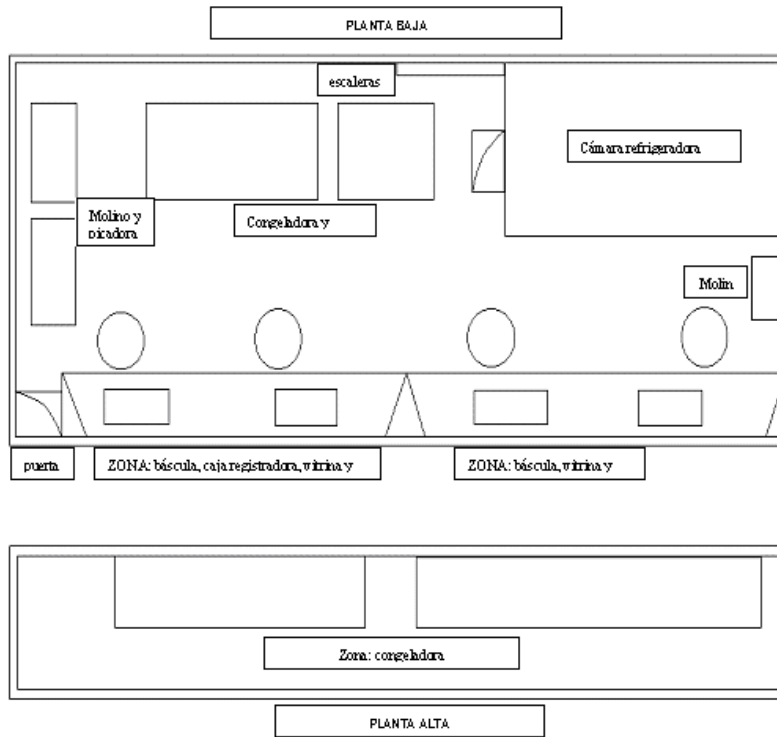 PLANTA BAJA
escaleras
Cámara refrigeradora
Molino y
picadora
Congeladora y
Molin
puerta
ZONA: báscula, caja registradora, vitrina y
ZONA: báscula, vitrina y
Zona: congeladora
PLANTA ALTA